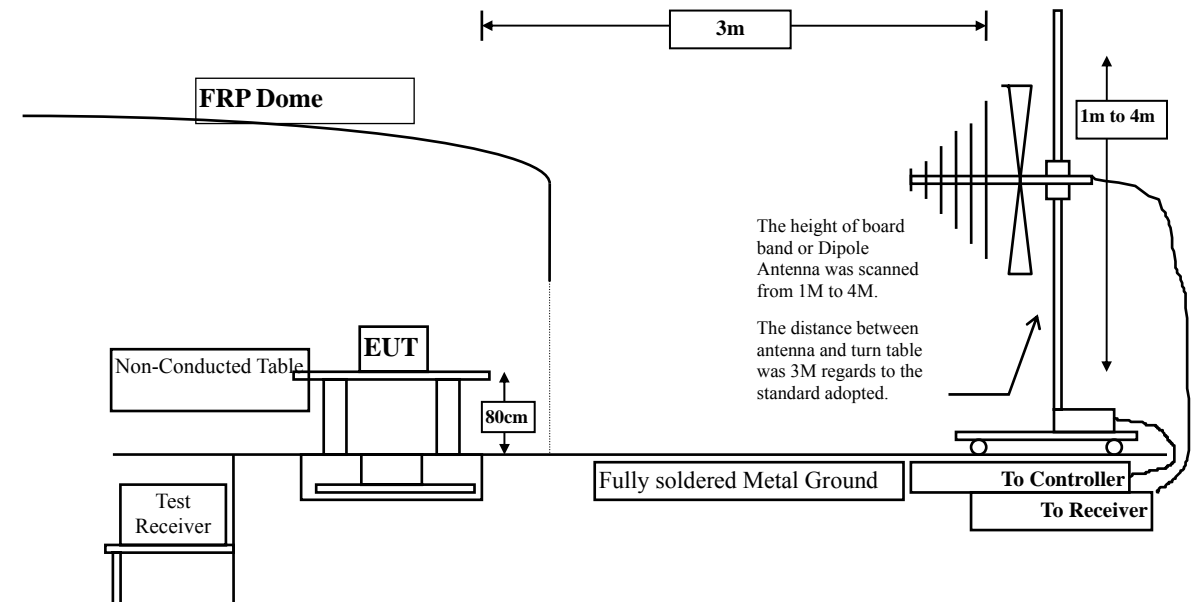 3m
FRP Dome
1m to 4m
The height of board
band or Dipole
Antenna was scanned
from 1M to 4M.
The distance between
antenna and turn table
was 3M regards to the
standard adopted.
EUT
Non-Conducted Table
80cm
Fully soldered Metal Ground
To Controller
To Receiver
Test
Receiver